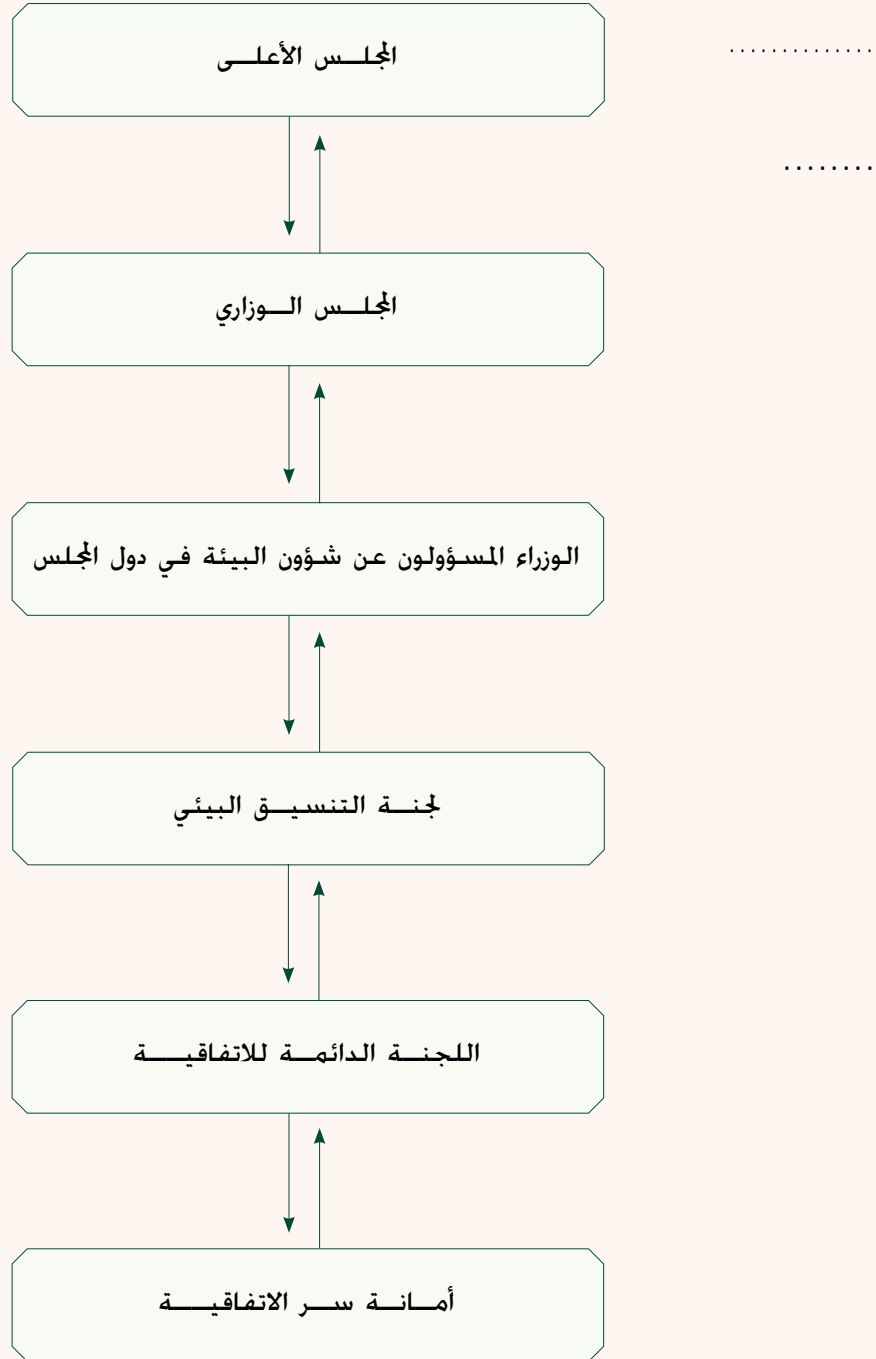 المجلس الأعلى
المجلس الوزاري
الوزراء المسؤولون عن شؤون البيئة في دول المجلس
لجنة التنسيق البيئي
اللجنة الدائمة للاتفاقية
أمانة سر الاتفاقية